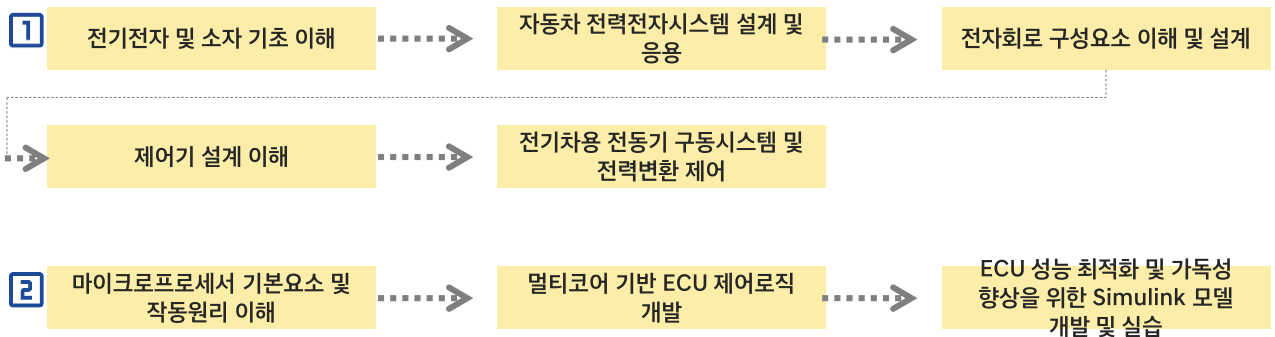 1
전기전자 및 소자 기초 이해
자동차 전력전자시스템 설계 및
응용
전자회로 구성요소 이해 및 설계
제어기 설계 이해
전기차용 전동기 구동시스템 및
전력변환 제어
2
마이크로프로세서 기본요소 및
작동원리 이해
멀티코어 기반 ECU 제어로직
개발
ECU 성능 최적화 및 가독성
향상을 위한 Simulink 모델
개발 및 실습